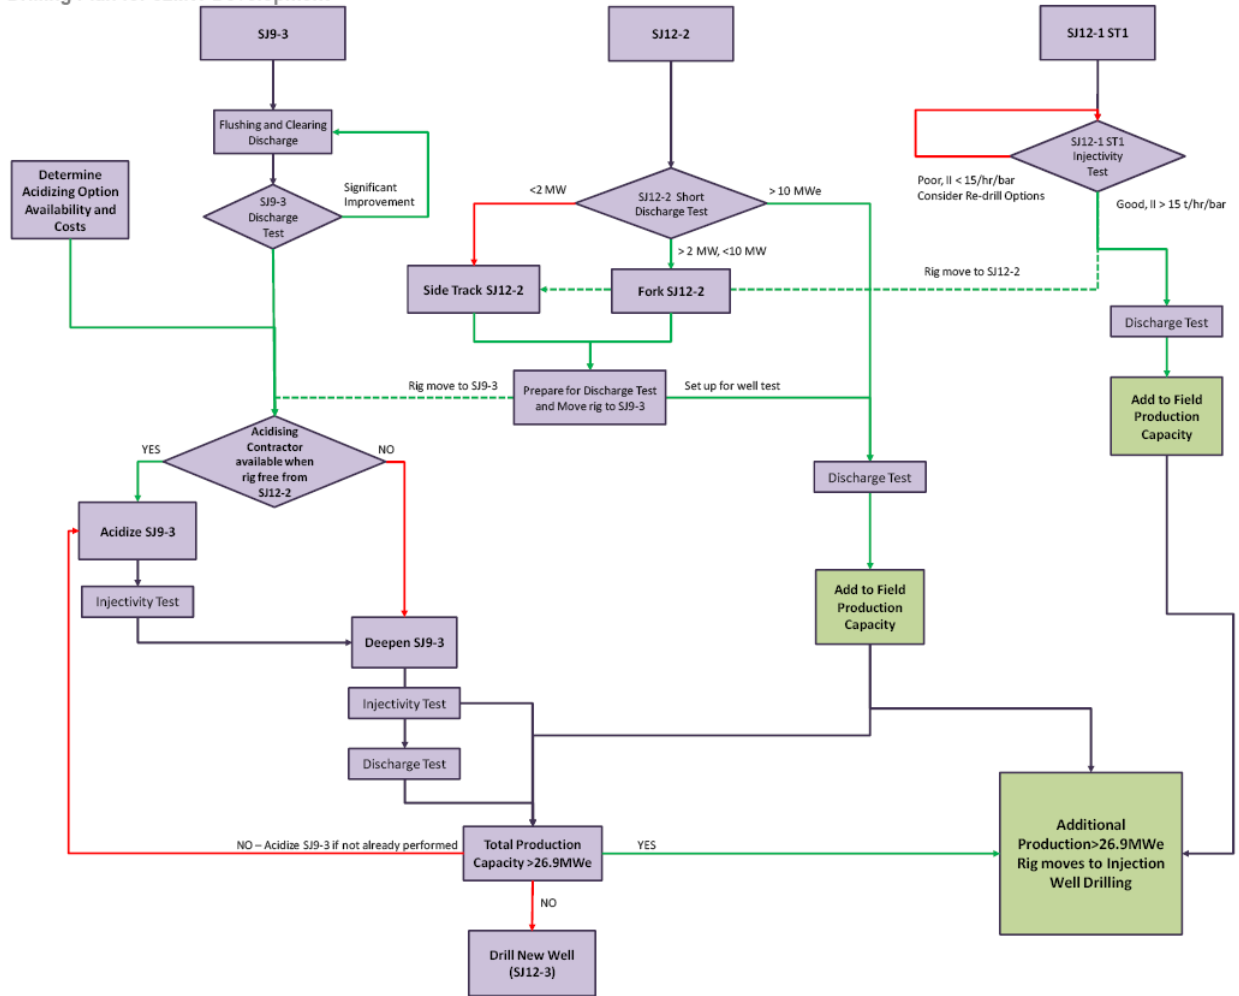 SJ9-3
SJ12-2
SJ12-1 ST1
Flushing and Clearing
Discharge
SJ12-1 ST1
Injectivity
Test
Determine
Acidizing Option
Availability and
Costs
Significant
Improvement
SJ9-3
Discharge
Test
<2 MW
SJ12-2 Short
Discharge Test
> 10 MWe
Poor, II < 15/hr/bar
Consider Re-drill Options
Good, II > 15 t/hr/bar
> 2 MW, <10 MW
Side Track SJ12-2
Fork SJ12-2
Rig move to SJ12-2
Discharge Test
Rig move to SJ9-3
Prepare for Discharge Test
and Move rig to SJ9-3
Set up for well test
Add to Field
Production
Capacity
YES
Acidising
Contractor
available when
rig free from
SJ12-2
NO
Discharge Test
Acidize SJ9-3
Injectivity Test
Add to Field
Production
Capacity
Deepen SJ9-3
Injectivity Test
Discharge Test
NO – Acidize SJ9-3 if not already performed
Total Production
Capacity >26.9MWe
YES
Additional
Production>26.9MWe
Rig moves to Injection
Well Drilling
NO
Drill New Well
(SJ12-3)